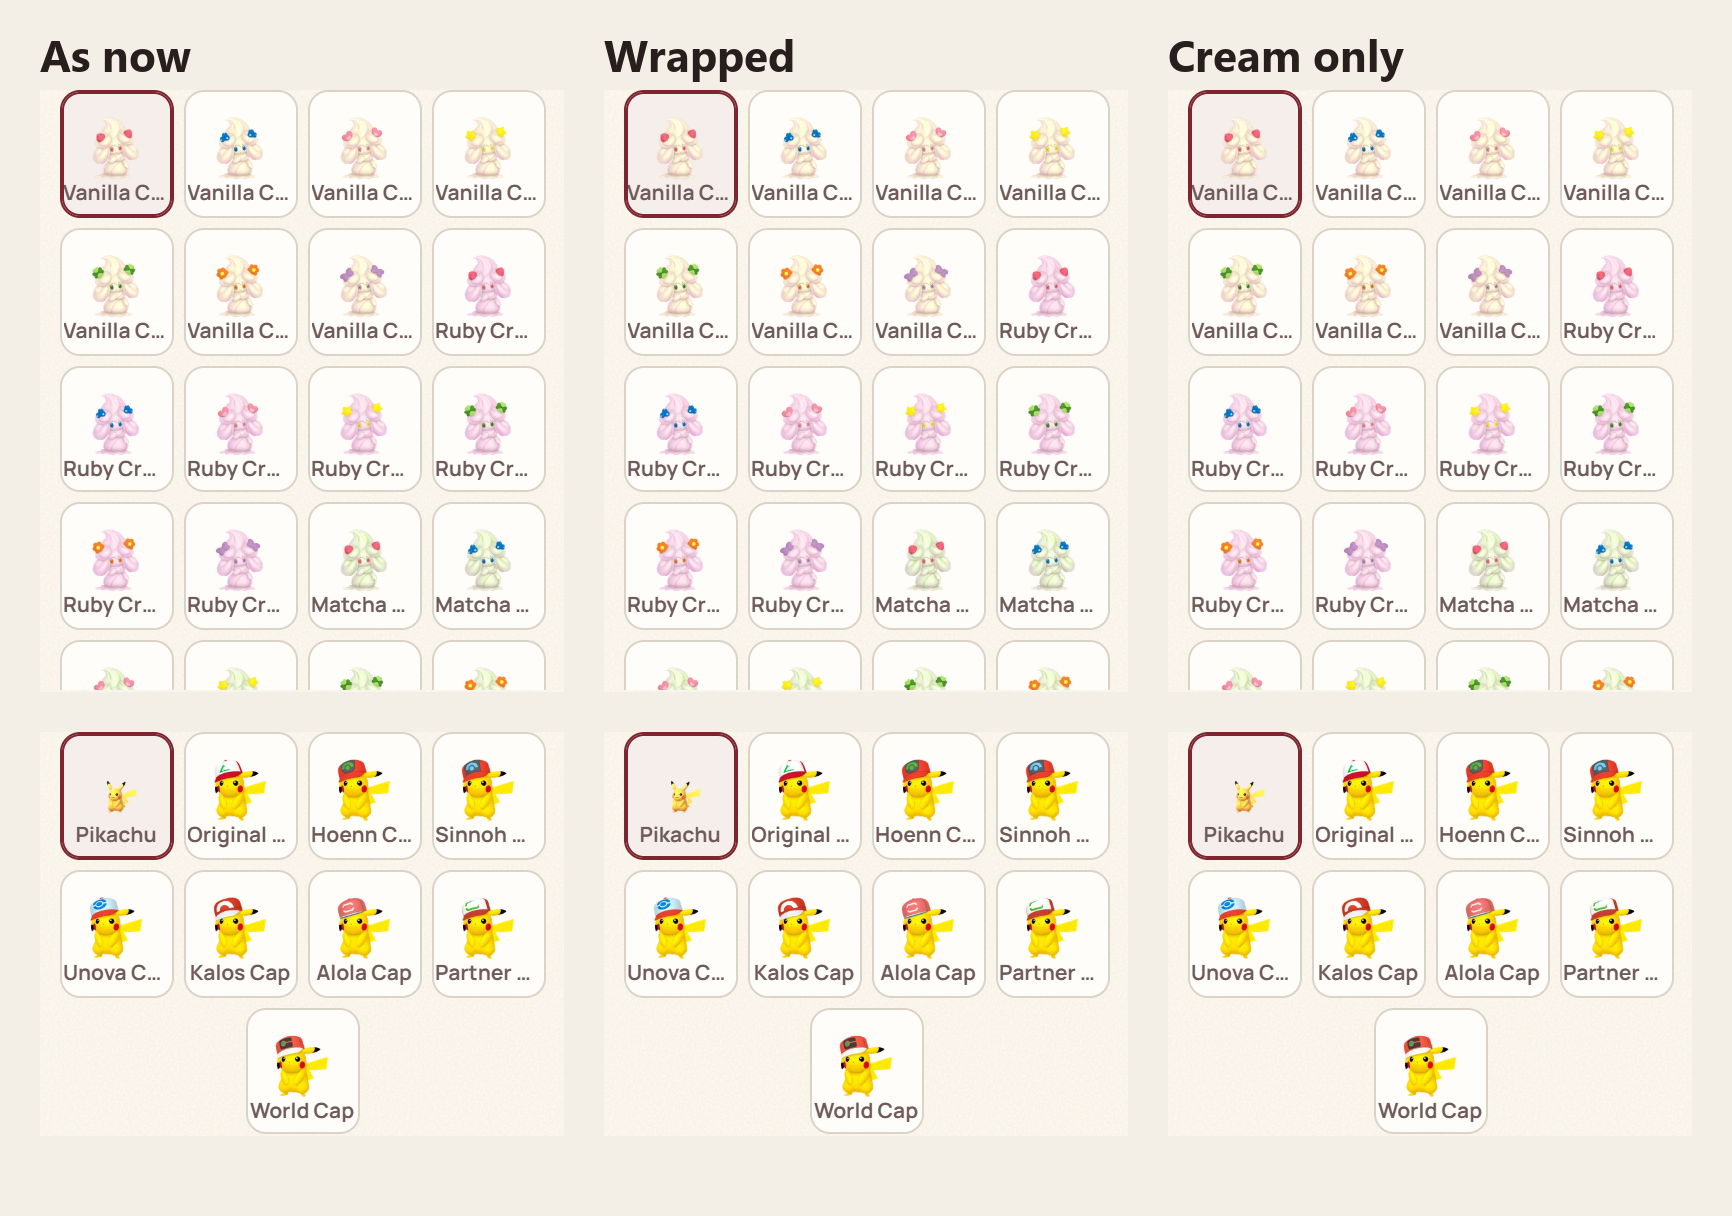 As now Wrapped Cream only
Vanilla C... Vanilla C... Vanilla C... Vanilla C... Vanilla C... Vanilla C... Vanilla C... Vanilla C... Vanilla C... Vanilla C... Vanilla C... Vanilla C...
Vanilla C... Vanilla C... Vanilla C... Ruby Cr... Vanilla C... Vanilla C... Vanilla C... Ruby Cr... Vanilla C... Vanilla C... Vanilla C... Ruby Cr...
Ruby Cr... Ruby Cr... Ruby Cr... Ruby Cr... Ruby Cr... Ruby Cr... Ruby Cr... Ruby Cr... Ruby Cr... Ruby Cr... Ruby Cr... Ruby Cr...
Ruby Cr... Ruby Cr... Matcha ... Matcha ... Ruby Cr... Ruby Cr... Matcha ... Matcha ... Ruby Cr... Ruby Cr... Matcha ... Matcha ...
Pikachu Original ... Hoenn C... Sinnoh ... Pikachu Original ... Hoenn C... Sinnoh ... Pikachu Original ... Hoenn C... Sinnoh ...
Unova C... Kalos Cap Alola Cap Partner ... Unova C... Kalos Cap Alola Cap Partner ... Unova C... Kalos Cap Alola Cap Partner ...
World Cap World Cap World Cap